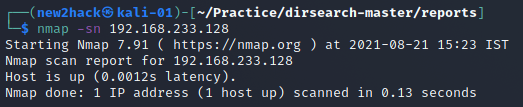 ┌──(new2hack㉿kali-01)-[~/Practice/dirsearch-master/reports]
└─$ nmap -sn 192.168.233.128
Starting Nmap 7.91 ( https://nmap.org ) at 2021-08-21 15:23 IST
Nmap scan report for 192.168.233.128
Host is up (0.0012s latency).
Nmap done: 1 IP address (1 host up) scanned in 0.13 seconds